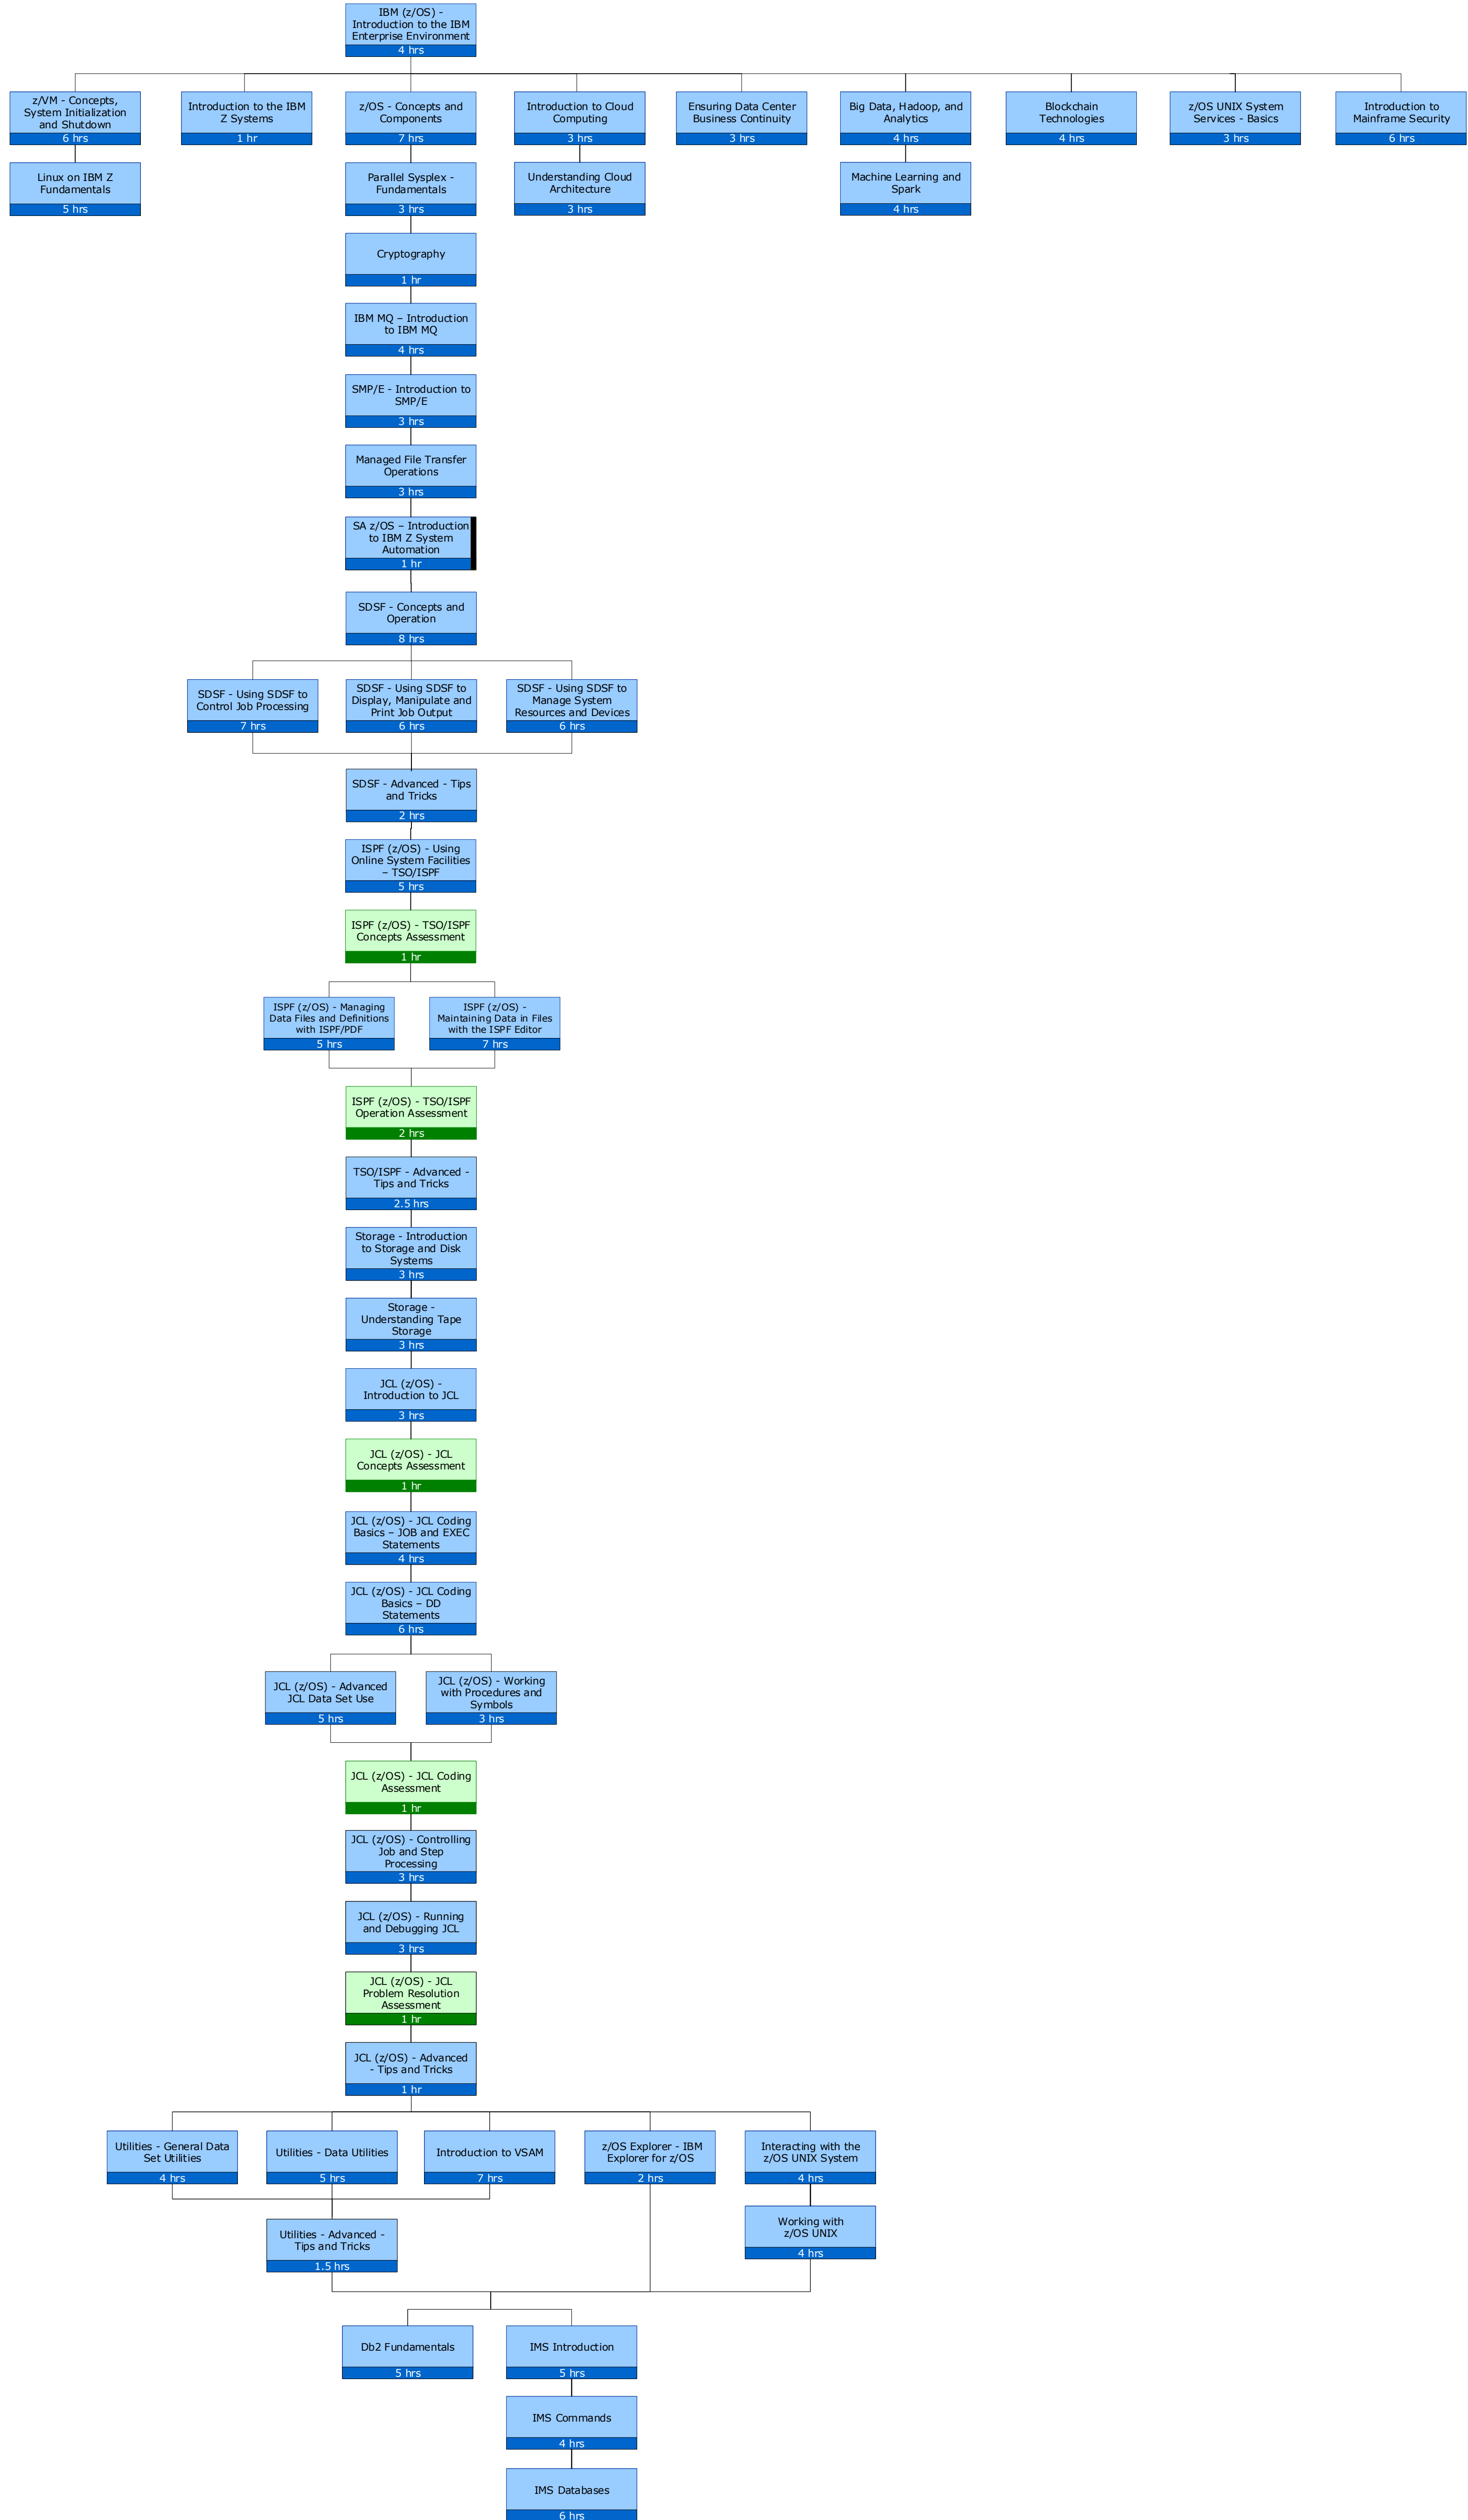 IBM (z/OS) -
Introduction to the IBM
Enterprise Environment
4 hrs
z/VM - Concepts,
System Initialization
and Shutdown
6 hrs
Introduction to the IBM
Z Systems
1 hr
z/OS - Concepts and
Components
7 hrs
Introduction to Cloud
Computing
3 hrs
Ensuring Data Center
Business Continuity
3 hrs
Big Data, Hadoop, and
Analytics
4 hrs
Blockchain
Technologies
4 hrs
z/OS UNIX System
Services - Basics
3 hrs
Introduction to
Mainframe Security
6 hrs
Linux on IBM Z
Fundamentals
5 hrs
Parallel Sysplex -
Fundamentals
3 hrs
Understanding Cloud
Architecture
3 hrs
Machine Learning and
Spark
4 hrs
Cryptography
1 hr
IBM MQ – Introduction
to IBM MQ
4 hrs
SMP/E - Introduction to
SMP/E
3 hrs
Managed File Transfer
Operations
3 hrs
SA z/OS – Introduction
to IBM Z System
Automation
1 hr
SDSF - Concepts and
Operation
8 hrs
SDSF - Using SDSF to
Control Job Processing
7 hrs
SDSF - Using SDSF to
Display, Manipulate and
Print Job Output
6 hrs
SDSF - Using SDSF to
Manage System
Resources and Devices
6 hrs
SDSF - Advanced - Tips
and Tricks
2 hrs
ISPF (z/OS) - Using
Online System Facilities
– TSO/ISPF
5 hrs
ISPF (z/OS) - TSO/ISPF
Concepts Assessment
1 hr
ISPF (z/OS) - Managing
Data Files and Definitions
with ISPF/PDF
5 hrs
ISPF (z/OS) -
Maintaining Data in Files
with the ISPF Editor
7 hrs
ISPF (z/OS) - TSO/ISPF
Operation Assessment
2 hrs
TSO/ISPF - Advanced -
Tips and Tricks
2.5 hrs
Storage - Introduction
to Storage and Disk
Systems
3 hrs
Storage -
Understanding Tape
Storage
3 hrs
JCL (z/OS) -
Introduction to JCL
3 hrs
JCL (z/OS) - JCL
Concepts Assessment
1 hr
JCL (z/OS) - JCL Coding
Basics – JOB and EXEC
Statements
4 hrs
JCL (z/OS) - JCL Coding
Basics – DD
Statements
6 hrs
JCL (z/OS) - Advanced
JCL Data Set Use
5 hrs
JCL (z/OS) - Working
with Procedures and
Symbols
3 hrs
JCL (z/OS) - JCL Coding
Assessment
1 hr
JCL (z/OS) - Controlling
Job and Step
Processing
3 hrs
JCL (z/OS) - Running
and Debugging JCL
3 hrs
JCL (z/OS) - JCL
Problem Resolution
Assessment
1 hr
JCL (z/OS) - Advanced
- Tips and Tricks
1 hr
Utilities - General Data
Set Utilities
4 hrs
Utilities - Data Utilities
5 hrs
Introduction to VSAM
7 hrs
z/OS Explorer - IBM
Explorer for z/OS
2 hrs
Interacting with the
z/OS UNIX System
4 hrs
Utilities - Advanced -
Tips and Tricks
1.5 hrs
Working with
z/OS UNIX
4 hrs
Db2 Fundamentals
5 hrs
IMS Introduction
5 hrs
IMS Commands
4 hrs
IMS Databases
6 hrs